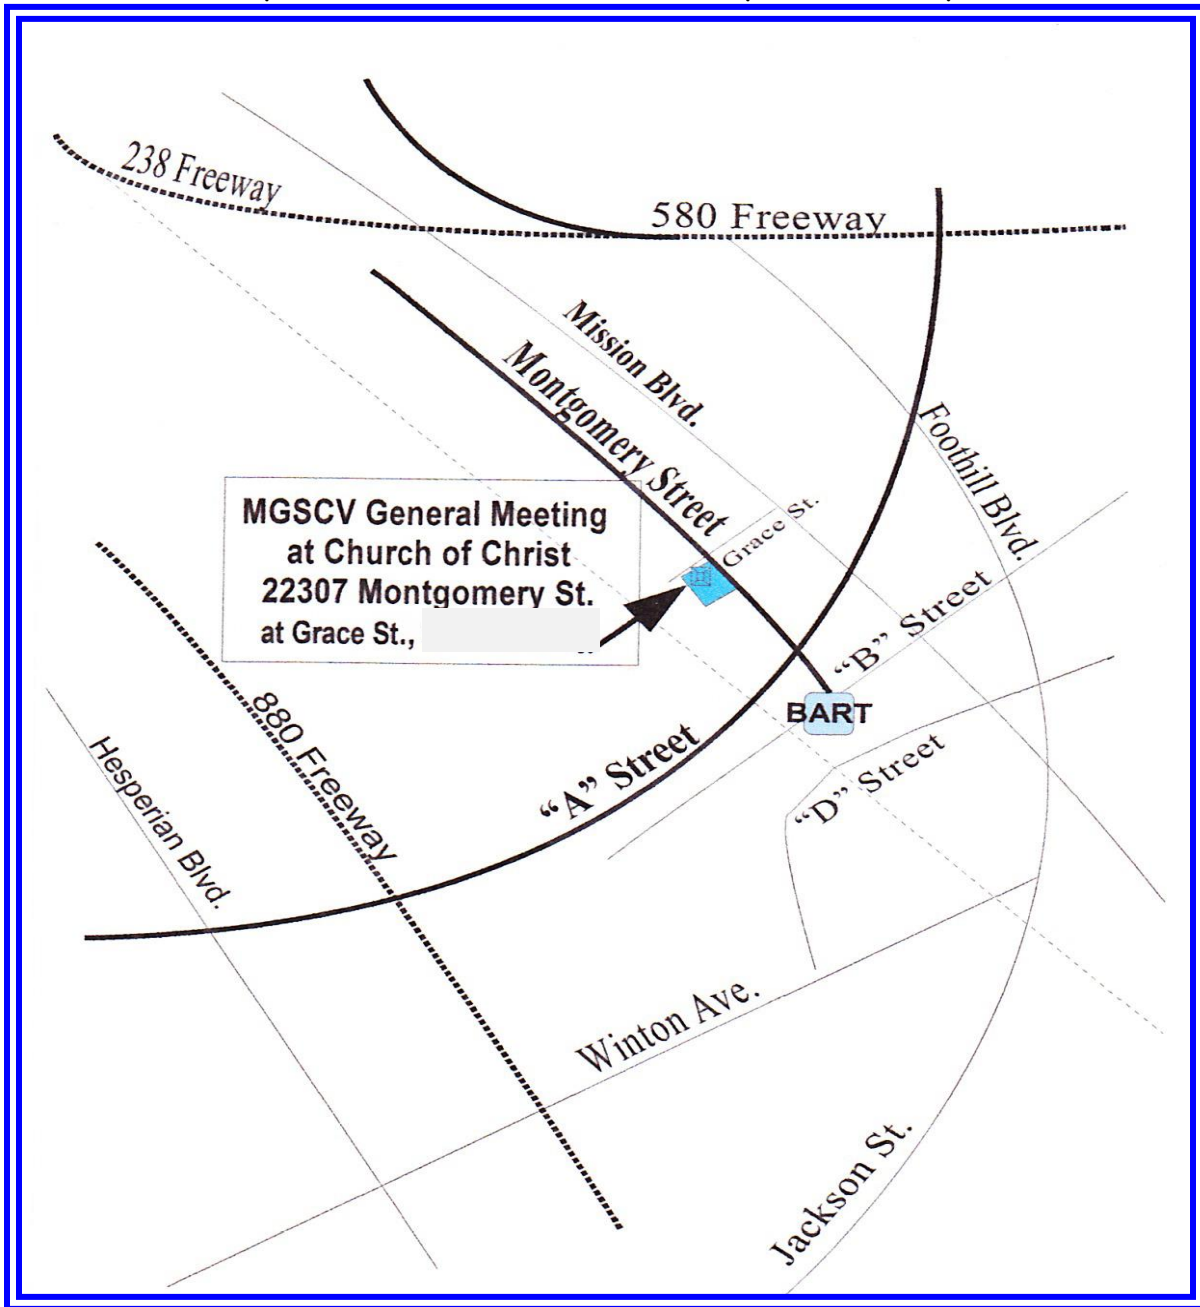 238 Freeway
580 Freeway
Mission Blvd.
Montgomery Street
Foothill Blvd.
Grace St.
MGSCV General Meeting
at Church of Christ
22307 Montgomery St.
at Grace St.,
“B” Street
BART
880 Freeway
Hesperian Blvd.
“A” Street
“D” Street
Winton Ave.
Jackson St.